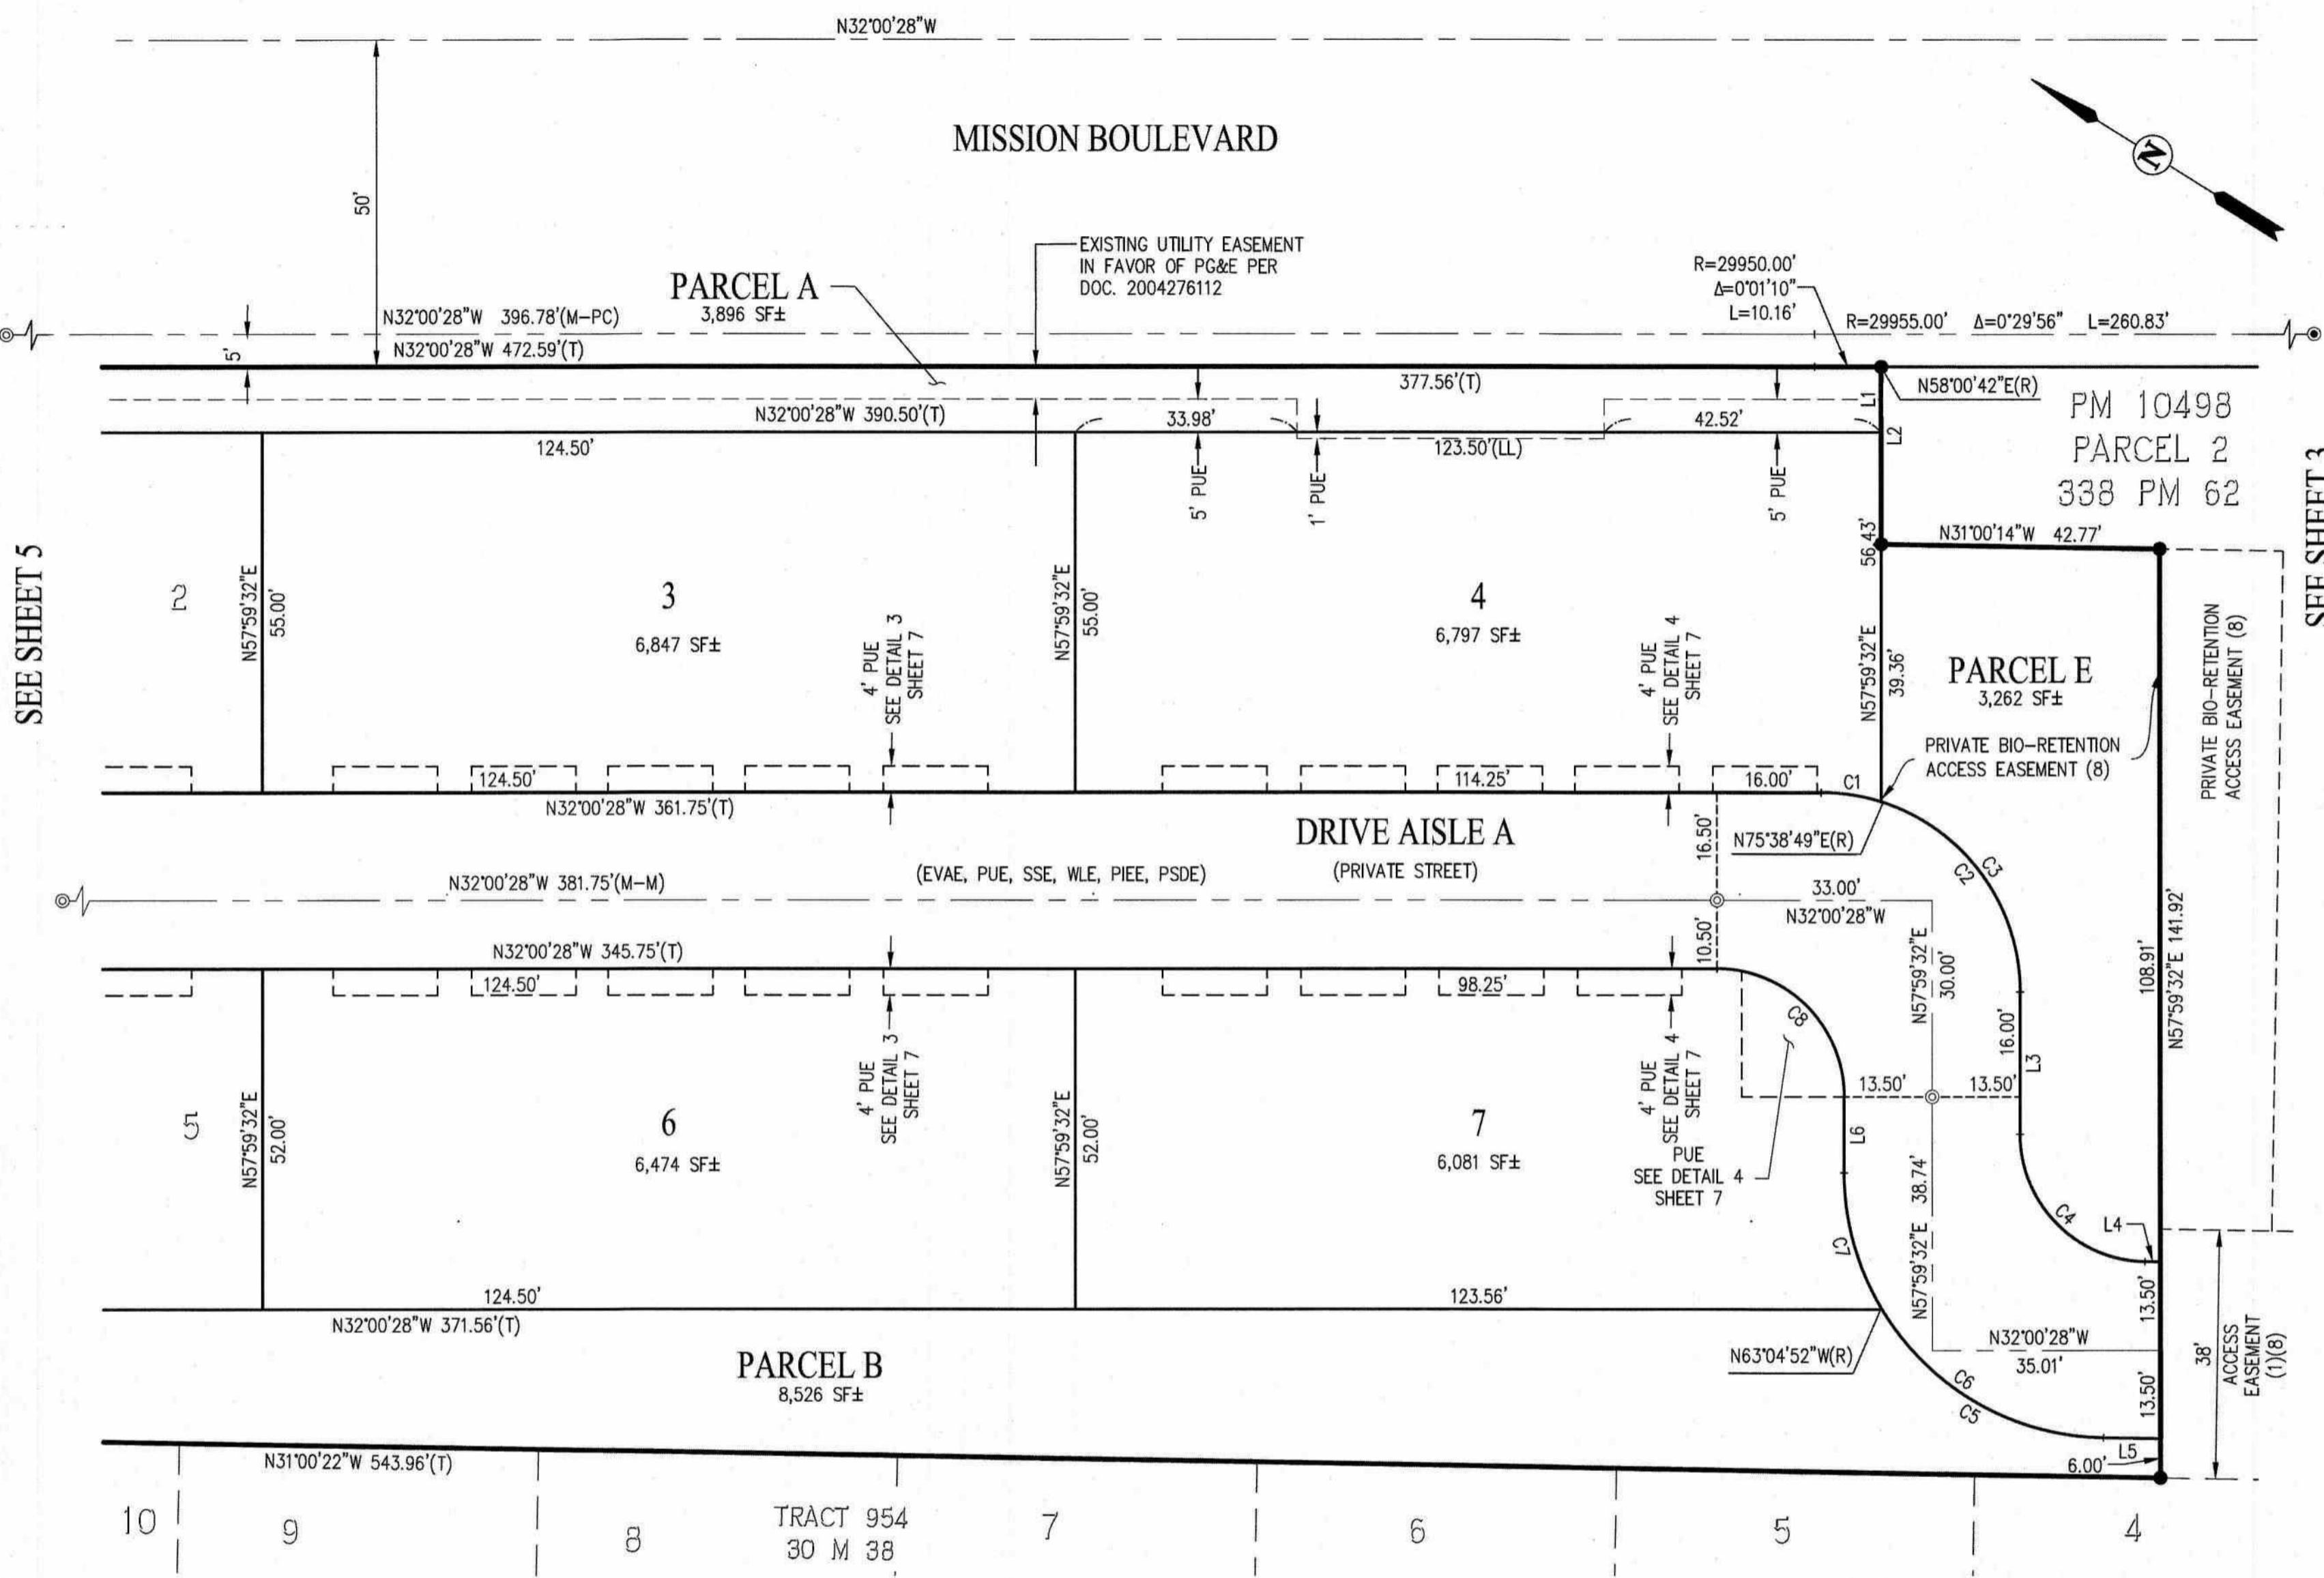 N32°00'28"W
MISSION BOULEVARD
N
50'
EXISTING UTILITY EASEMENT
IN FAVOR OF PG&E PER
DOC. 2004276112
PARCEL A
3,896 SF±
R=29950.00'
Δ=0°01'10"
L=10.16'
N32°00'28"W 396.78'(M-PC)
R=29955.00' Δ=0°29'56" L=260.83'
5'
N32°00'28"W 472.59'(T)
377.56'(T)
N58°00'42"E(R)
L1
PM 10498
PARCEL 2
338 PM 62
N32°00'28"W 390.50'(T)
33.98'
42.52'
L2
124.50'
123.50'(LL)
5' PUE
1' PUE
5' PUE
SEE SHEET 5
SEE SHEET 3
56.43'
N31°00'14"W 42.77'
2
N57°59'32"E
55.00'
3
6,847 SF±
4' PUE
SEE DETAIL 3
SHEET 7
N57°59'32"E
55.00'
4
6,797 SF±
4' PUE
SEE DETAIL 4
SHEET 7
N57°59'32"E
39.36'
PARCEL E
3,262 SF±
PRIVATE BIO-RETENTION
ACCESS EASEMENT (8)
PRIVATE BIO-RETENTION
ACCESS EASEMENT (8)
124.50'
114.25'
16.00'
C1
N32°00'28"W 361.75'(T)
DRIVE AISLE A
(PRIVATE STREET)
(EVAE, PUE, SSE, WLE, PIEE, PSDE)
16.50'
N75°38'49"E(R)
C3
C2
N32°00'28"W 381.75'(M-M)
33.00'
N32°00'28"W
108.91'
N57°59'32"E 141.92'
N32°00'28"W 345.75'(T)
10.50'
N57°59'32"E
30.00'
124.50'
98.25'
C8
16.00'
L3
5
N57°59'32"E
52.00'
6
6,474 SF±
4' PUE
SEE DETAIL 3
SHEET 7
N57°59'32"E
52.00'
7
6,081 SF±
4' PUE
SEE DETAIL 4
SHEET 7
PUE
SEE DETAIL 4
SHEET 7
13.50'
13.50'
L6
N57°59'32"E 38.74'
C7
C4
L4
124.50'
123.56'
N32°00'28"W 371.56'(T)
13.50'
N32°00'28"W
35.01'
38'
ACCESS
EASEMENT
(1)(8)
PARCEL B
8,526 SF±
N63°04'52"W(R)
C6
C5
13.50'
L5
6.00'
N31°00'22"W 543.96'(T)
10
9
8
TRACT 954
30 M 38
7
6
5
4